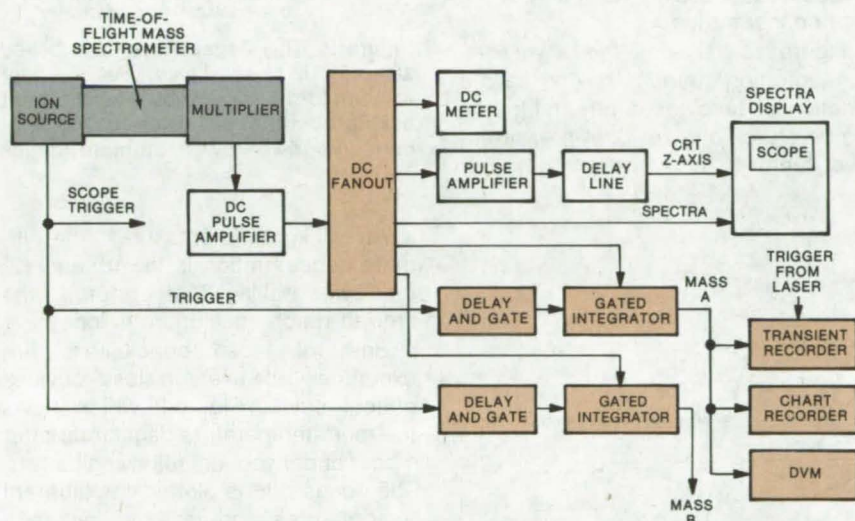 TIME-OF-
FLIGHT MASS
SPECTROMETER
ION
SOURCE
MULTIPLIER
SCOPE
TRIGGER
DC
PULSE
AMPLIFIER
TRIGGER
DC
FANOUT
DC
METER
PULSE
AMPLIFIER
DELAY
LINE
CRT
Z-AXIS
SPECTRA
DISPLAY
SCOPE
SPECTRA
DELAY
AND GATE
GATED
INTEGRATOR
MASS
A
TRIGGER
FROM
LASER
TRANSIENT
RECORDER
DELAY
AND GATE
GATED
INTEGRATOR
CHART
RECORDER
DVM
MASS
B